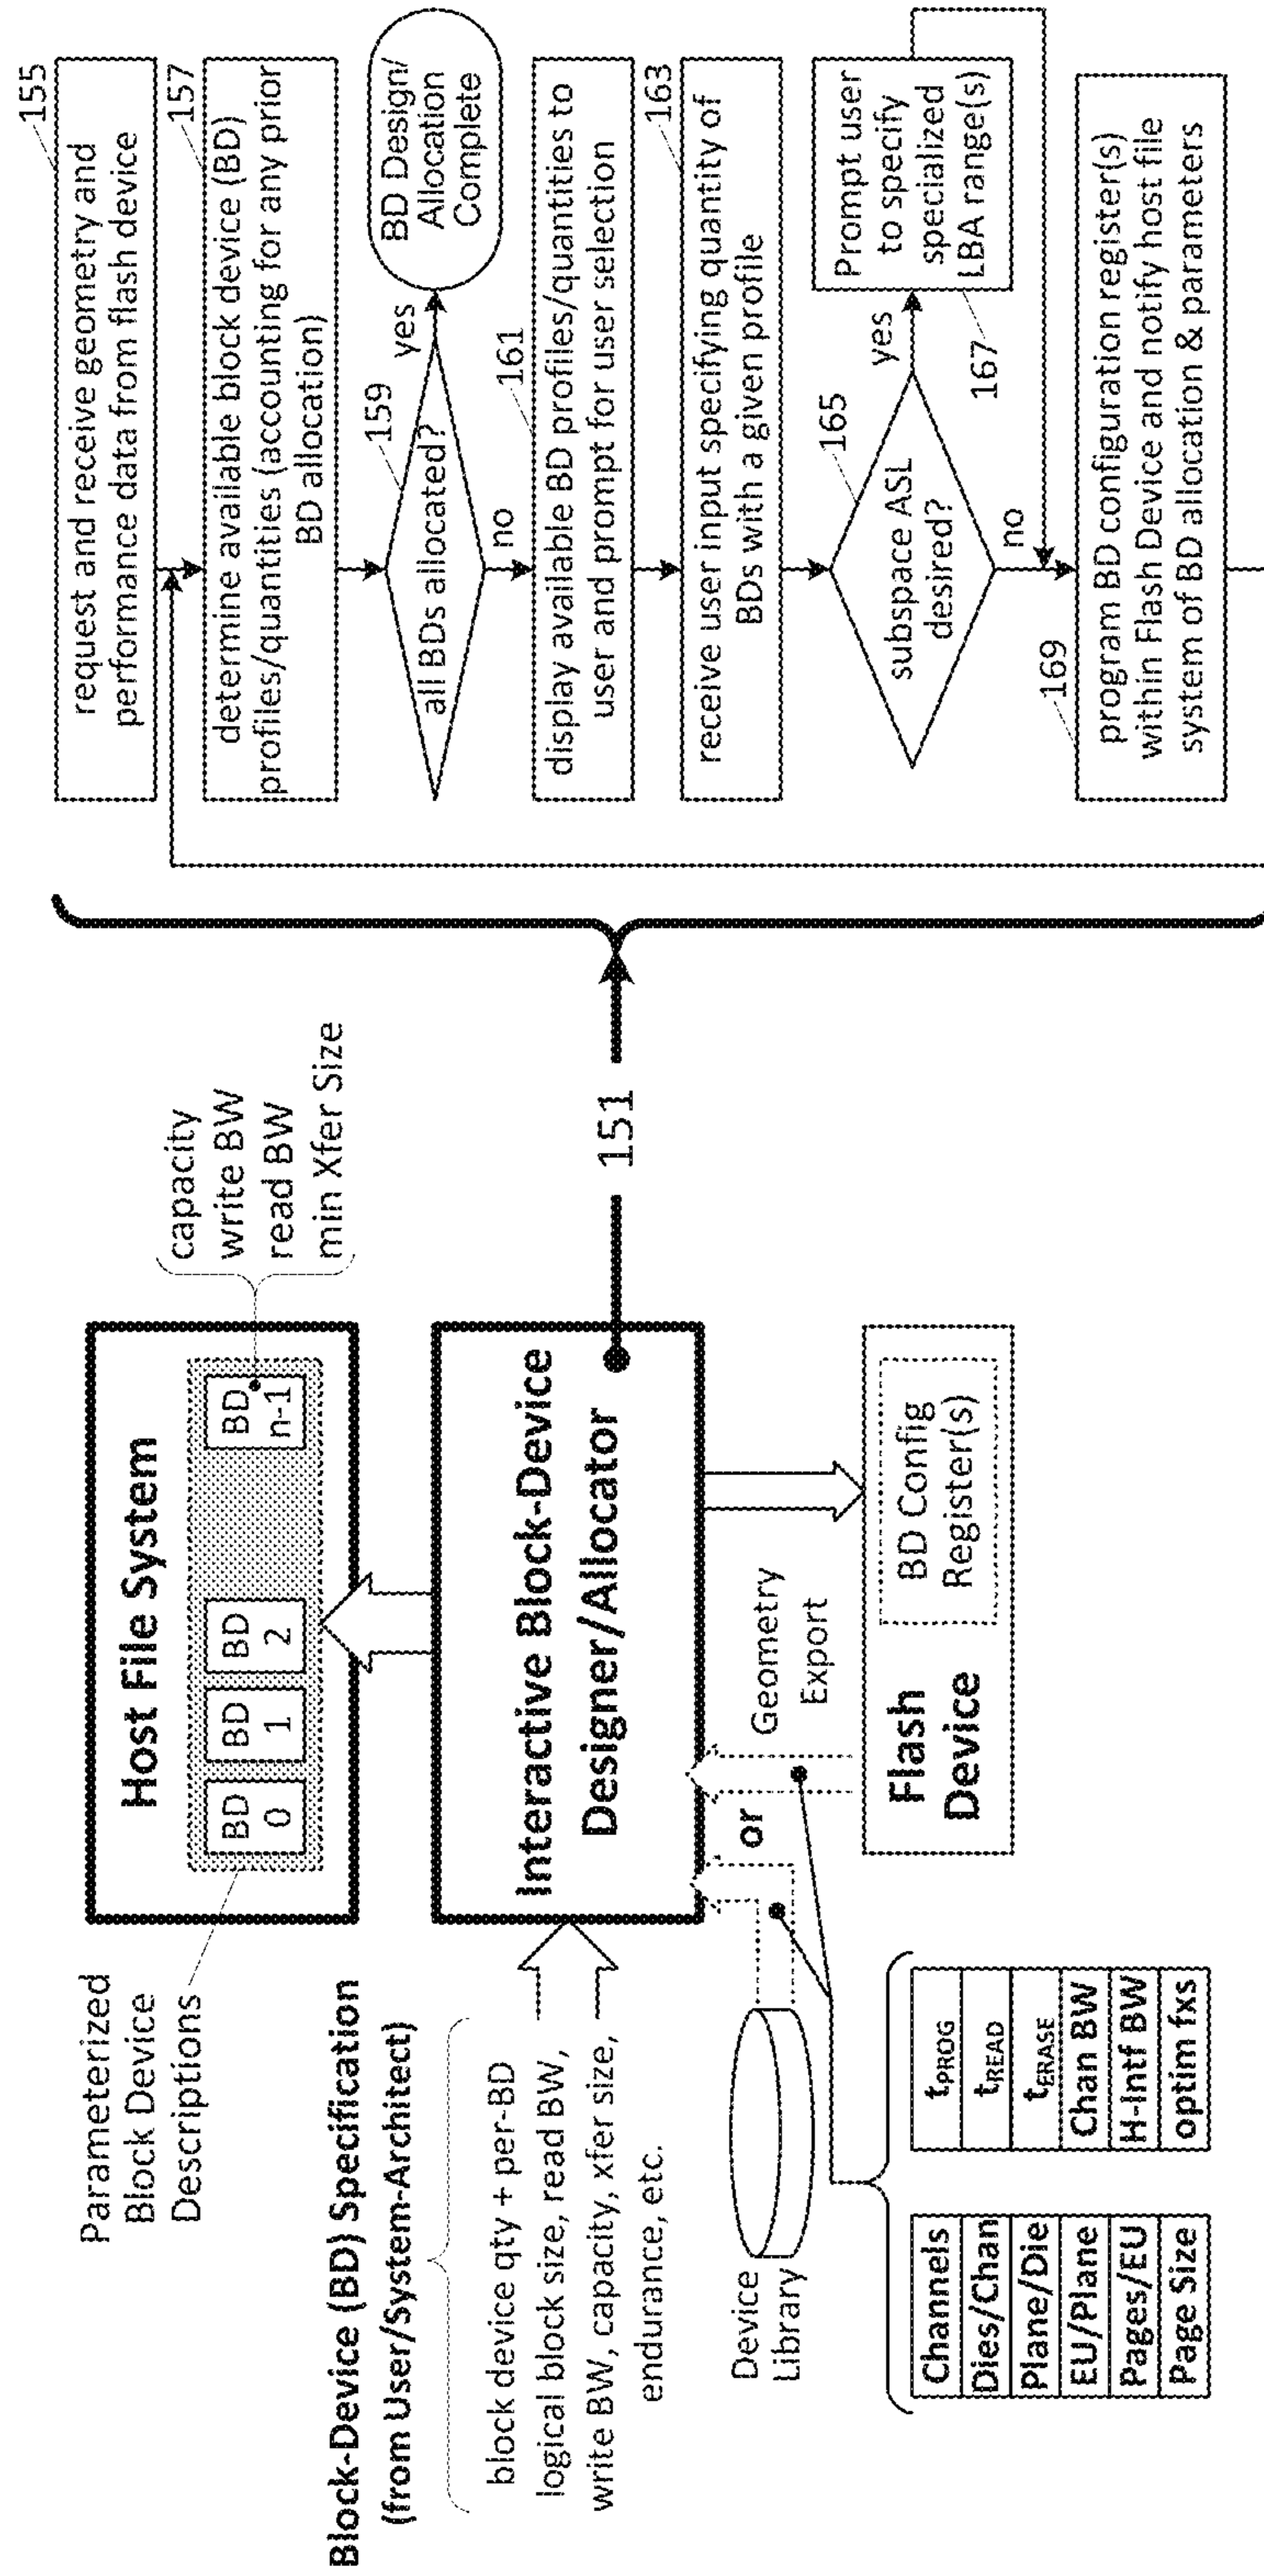 Parameterized
Block Device
Descriptions
Host File System
BD
0
BD
1
BD
2
BD
n-1
capacity
write BW
read BW
min Xfer Size
Block-Device (BD) Specification
(from User/System-Architect)
block device qty + per-BD
logical block size, read BW,
write BW, capacity, xfer size,
endurance, etc.
Interactive Block-Device
Designer/Allocator
151
Device
Library
or
Geometry
Export
Flash
Device
BD Config
Register(s)
Channels
Dies/Chan
Plane/Die
EU/Plane
Pages/EU
Page Size
tPROG
tREAD
tERASE
Chan BW
H-Intf BW
optim fxs
155
request and receive geometry and
performance data from flash device
157
determine available block device (BD)
profiles/quantities (accounting for any prior
BD allocation)
159
all BDs allocated?
yes
BD Design/
Allocation
Complete
no
161
display available BD profiles/quantities to
user and prompt for user selection
163
receive user input specifying quantity of
BDs with a given profile
165
subspace ASL
desired?
yes
Prompt user
to specify
specialized
LBA range(s)
167
no
169
program BD configuration register(s)
within Flash Device and notify host file
system of BD allocation & parameters